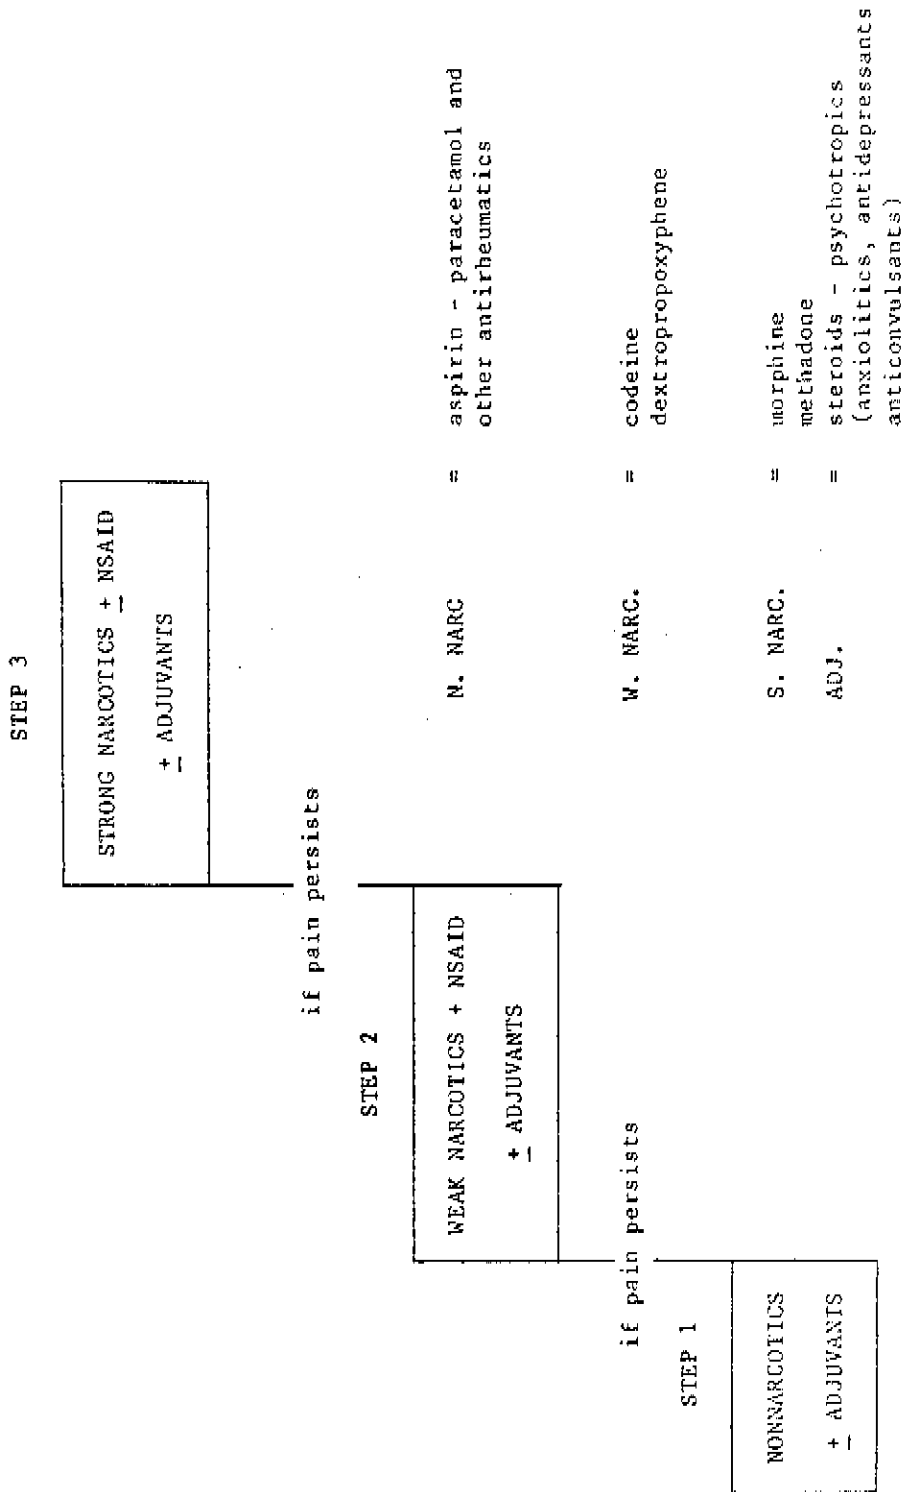 STEP 3
STRONG NARCOTICS ± NSAID
± ADJUVANTS
if pain persists
STEP 2
WEAK NARCOTICS + NSAID
± ADJUVANTS
if pain persists
STEP 1
NONNARCOTICS
± ADJUVANTS
N. NARC = aspirin - paracetamol and
other antirheumatics
W. NARC. = codeine
dextropropoxyphene
S. NARC. = morphine
methadone
ADJ. = steroids - psychotropics
(anxiolitics, antidepressants
anticonvulsants)